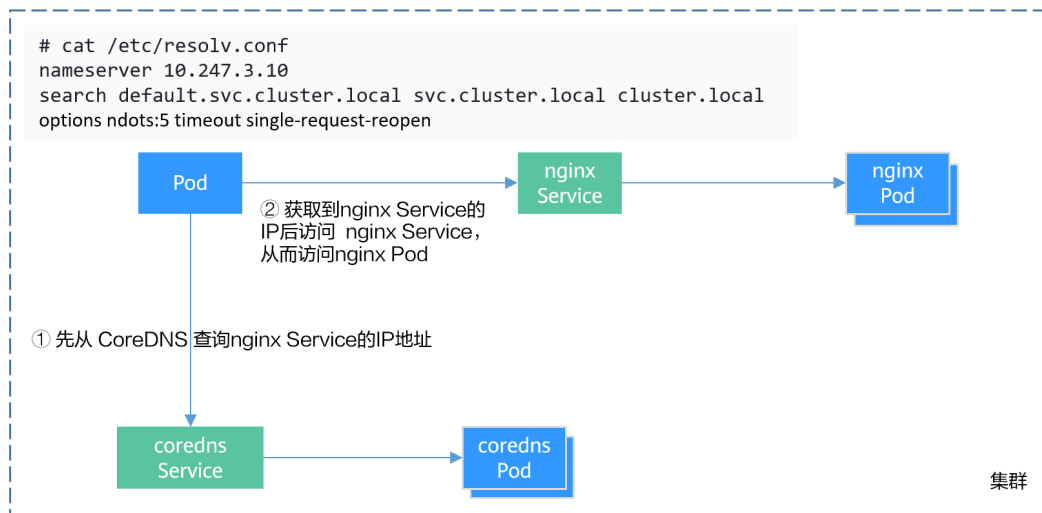 # cat /etc/resolv.conf
nameserver 10.247.3.10
search default.svc.cluster.local svc.cluster.local cluster.local
options ndots:5 timeout single-request-reopen
Pod
nginx
Service
nginx
Pod
② 获取到nginx Service的
IP后访问 nginx Service，
从而访问nginx Pod
① 先从 CoreDNS 查询nginx Service的IP地址
coredns
Service
coredns
Pod
集群